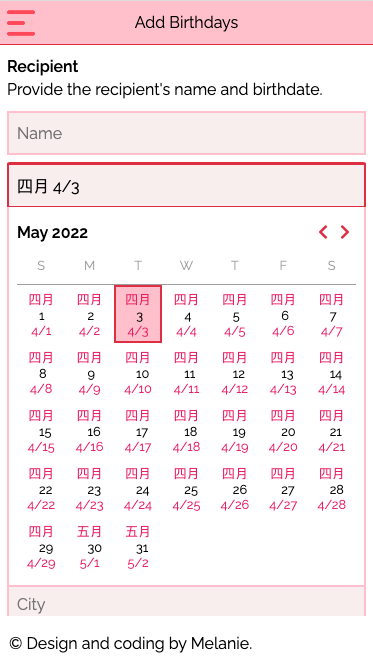 Add Birthdays
Recipient
Provide the recipient's name and birthdate.
Name
四月 4/3
May 2022
S M T W T F S
四月 四月 四月 四月 四月 四月 四月
1 2 3 4 5 6 7
4/1 4/2 4/3 4/4 4/5 4/6 4/7
四月 四月 四月 四月 四月 四月 四月
8 9 10 11 12 13 14
4/8 4/9 4/10 4/11 4/12 4/13 4/14
四月 四月 四月 四月 四月 四月 四月
15 16 17 18 19 20 21
4/15 4/16 4/17 4/18 4/19 4/20 4/21
四月 四月 四月 四月 四月 四月 四月
22 23 24 25 26 27 28
4/22 4/23 4/24 4/25 4/26 4/27 4/28
四月 五月 五月
29 30 31
4/29 5/1 5/2
City
© Design and coding by Melanie.